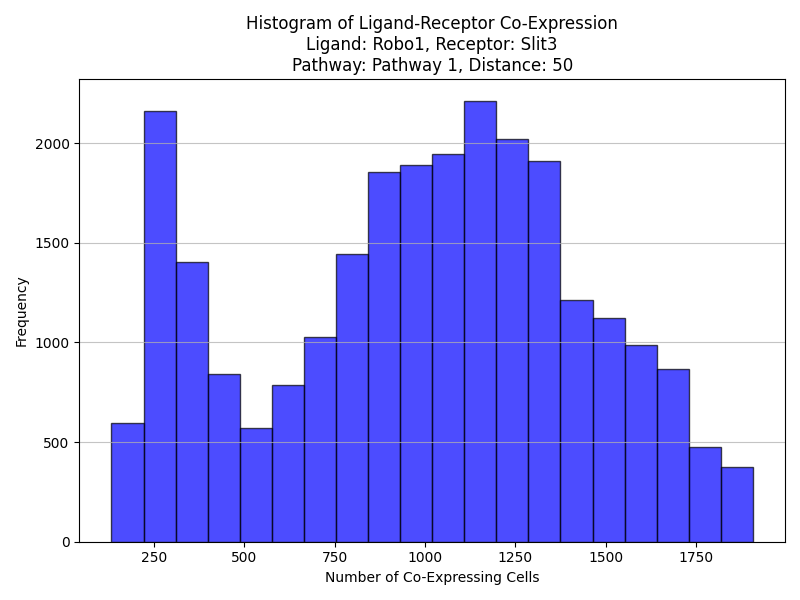 Histogram of Ligand-Receptor Co-Expression
Ligand: Robo1, Receptor: Slit3
Pathway: Pathway 1, Distance: 50
Frequency
2000
1500
1000
500
0
250 500 750 1000 1250 1500 1750
Number of Co-Expressing Cells